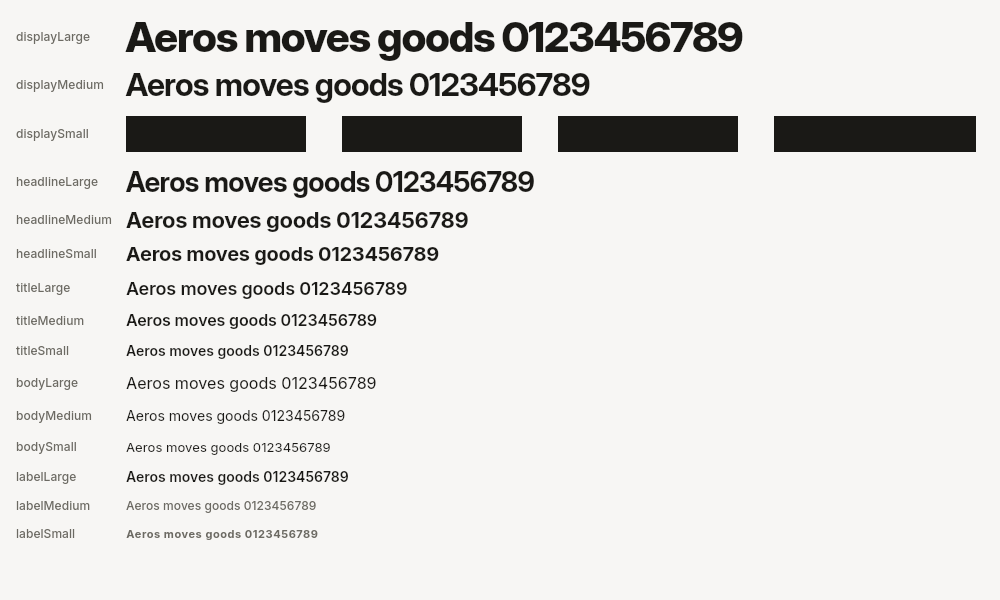 displayLarge Aeros moves goods 0123456789
displayMedium Aeros moves goods 0123456789
displaySmall
headlineLarge Aeros moves goods 0123456789
headlineMedium Aeros moves goods 0123456789
headlineSmall Aeros moves goods 0123456789
titleLarge Aeros moves goods 0123456789
titleMedium Aeros moves goods 0123456789
titleSmall Aeros moves goods 0123456789
bodyLarge Aeros moves goods 0123456789
bodyMedium Aeros moves goods 0123456789
bodySmall Aeros moves goods 0123456789
labelLarge Aeros moves goods 0123456789
labelMedium Aeros moves goods 0123456789
labelSmall Aeros moves goods 0123456789